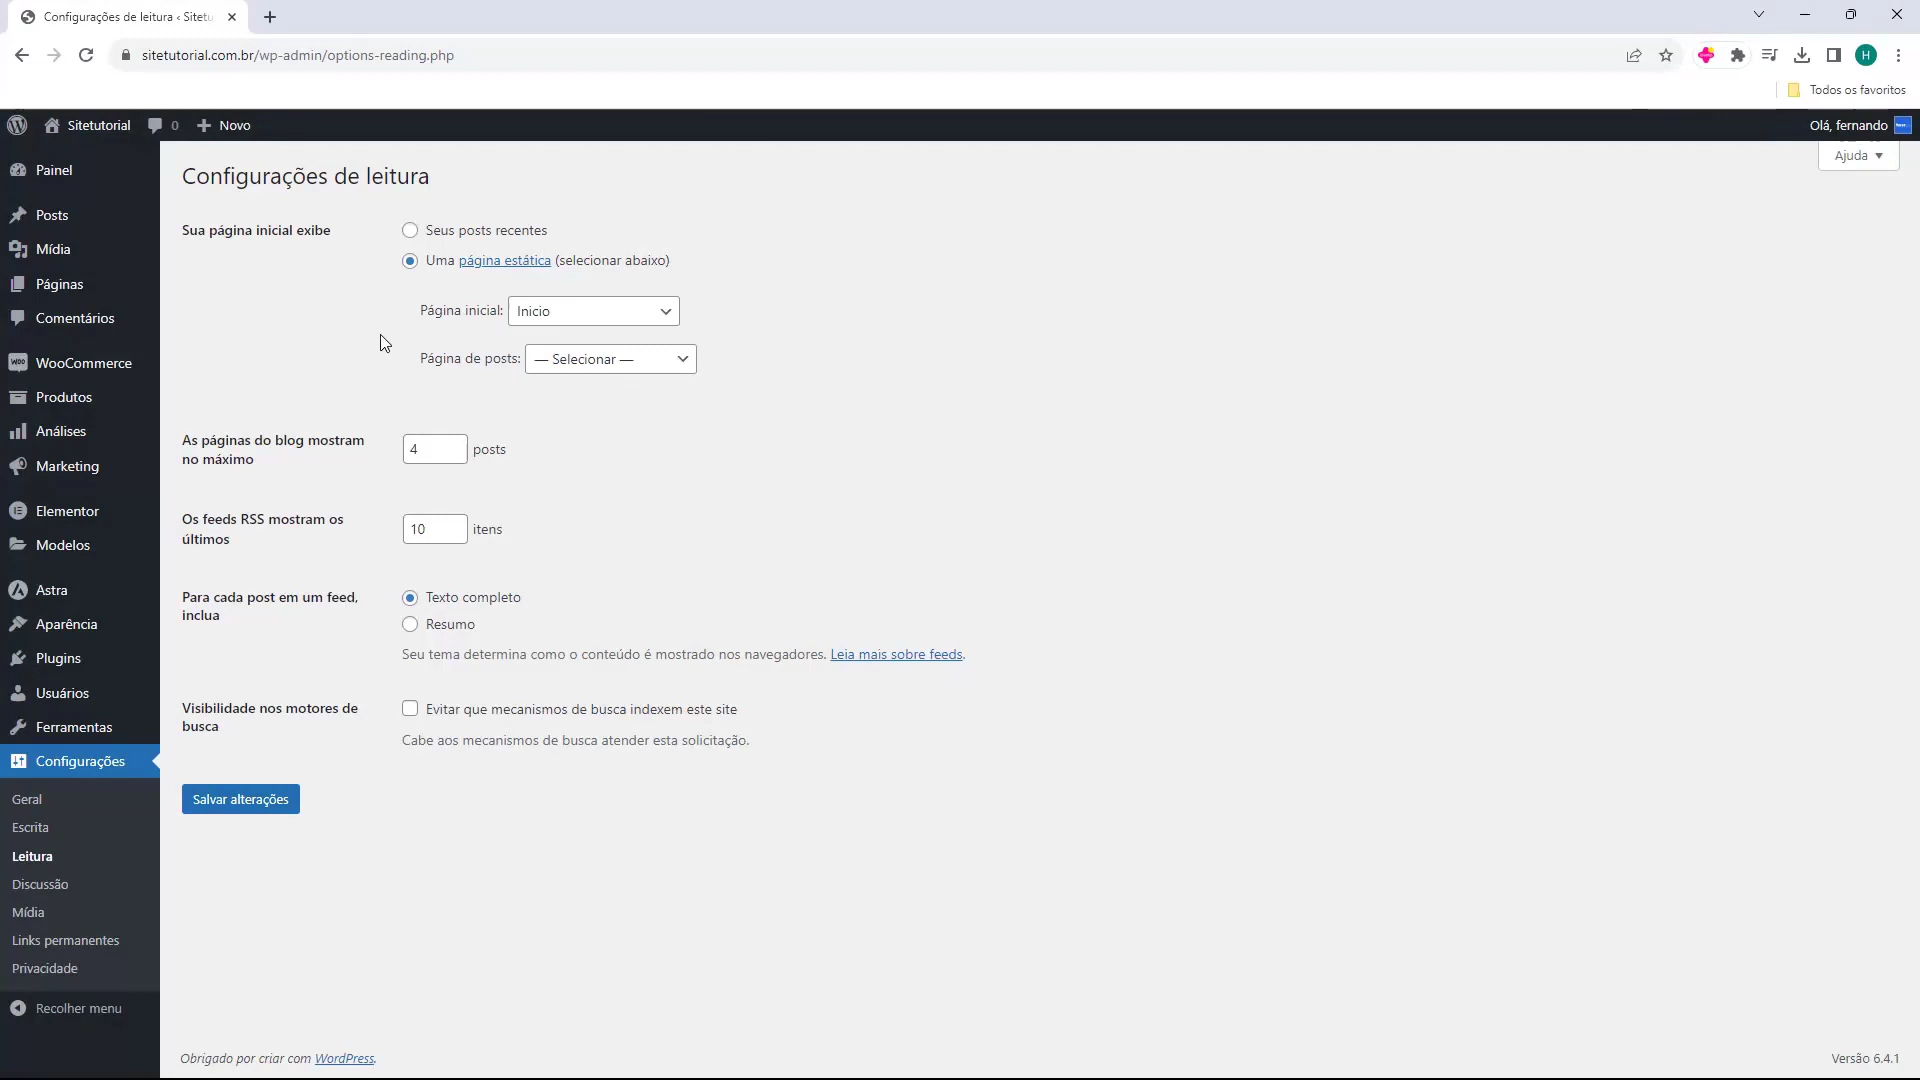 Configurações de leitura ‹ Sitetu
sitetutorial.com.br/wp-admin/options-reading.php
H
Todos os favoritos
Sitetutorial
0
Novo
Olá, fernando
Ajuda
Painel
Posts
Mídia
Páginas
Comentários
WooCommerce
Produtos
Análises
Marketing
Elementor
Modelos
Astra
Aparência
Plugins
Usuários
Ferramentas
Configurações
Geral
Escrita
Leitura
Discussão
Mídia
Links permanentes
Privacidade
Recolher menu
Configurações de leitura
Sua página inicial exibe
Seus posts recentes
Uma página estática (selecionar abaixo)
Página inicial: Inicio
Página de posts: — Selecionar —
As páginas do blog mostram
no máximo
4 posts
Os feeds RSS mostram os
últimos
10 itens
Para cada post em um feed,
inclua
Texto completo
Resumo
Seu tema determina como o conteúdo é mostrado nos navegadores. Leia mais sobre feeds.
Visibilidade nos motores de
busca
Evitar que mecanismos de busca indexem este site
Cabe aos mecanismos de busca atender esta solicitação.
Salvar alterações
Obrigado por criar com WordPress.
Versão 6.4.1